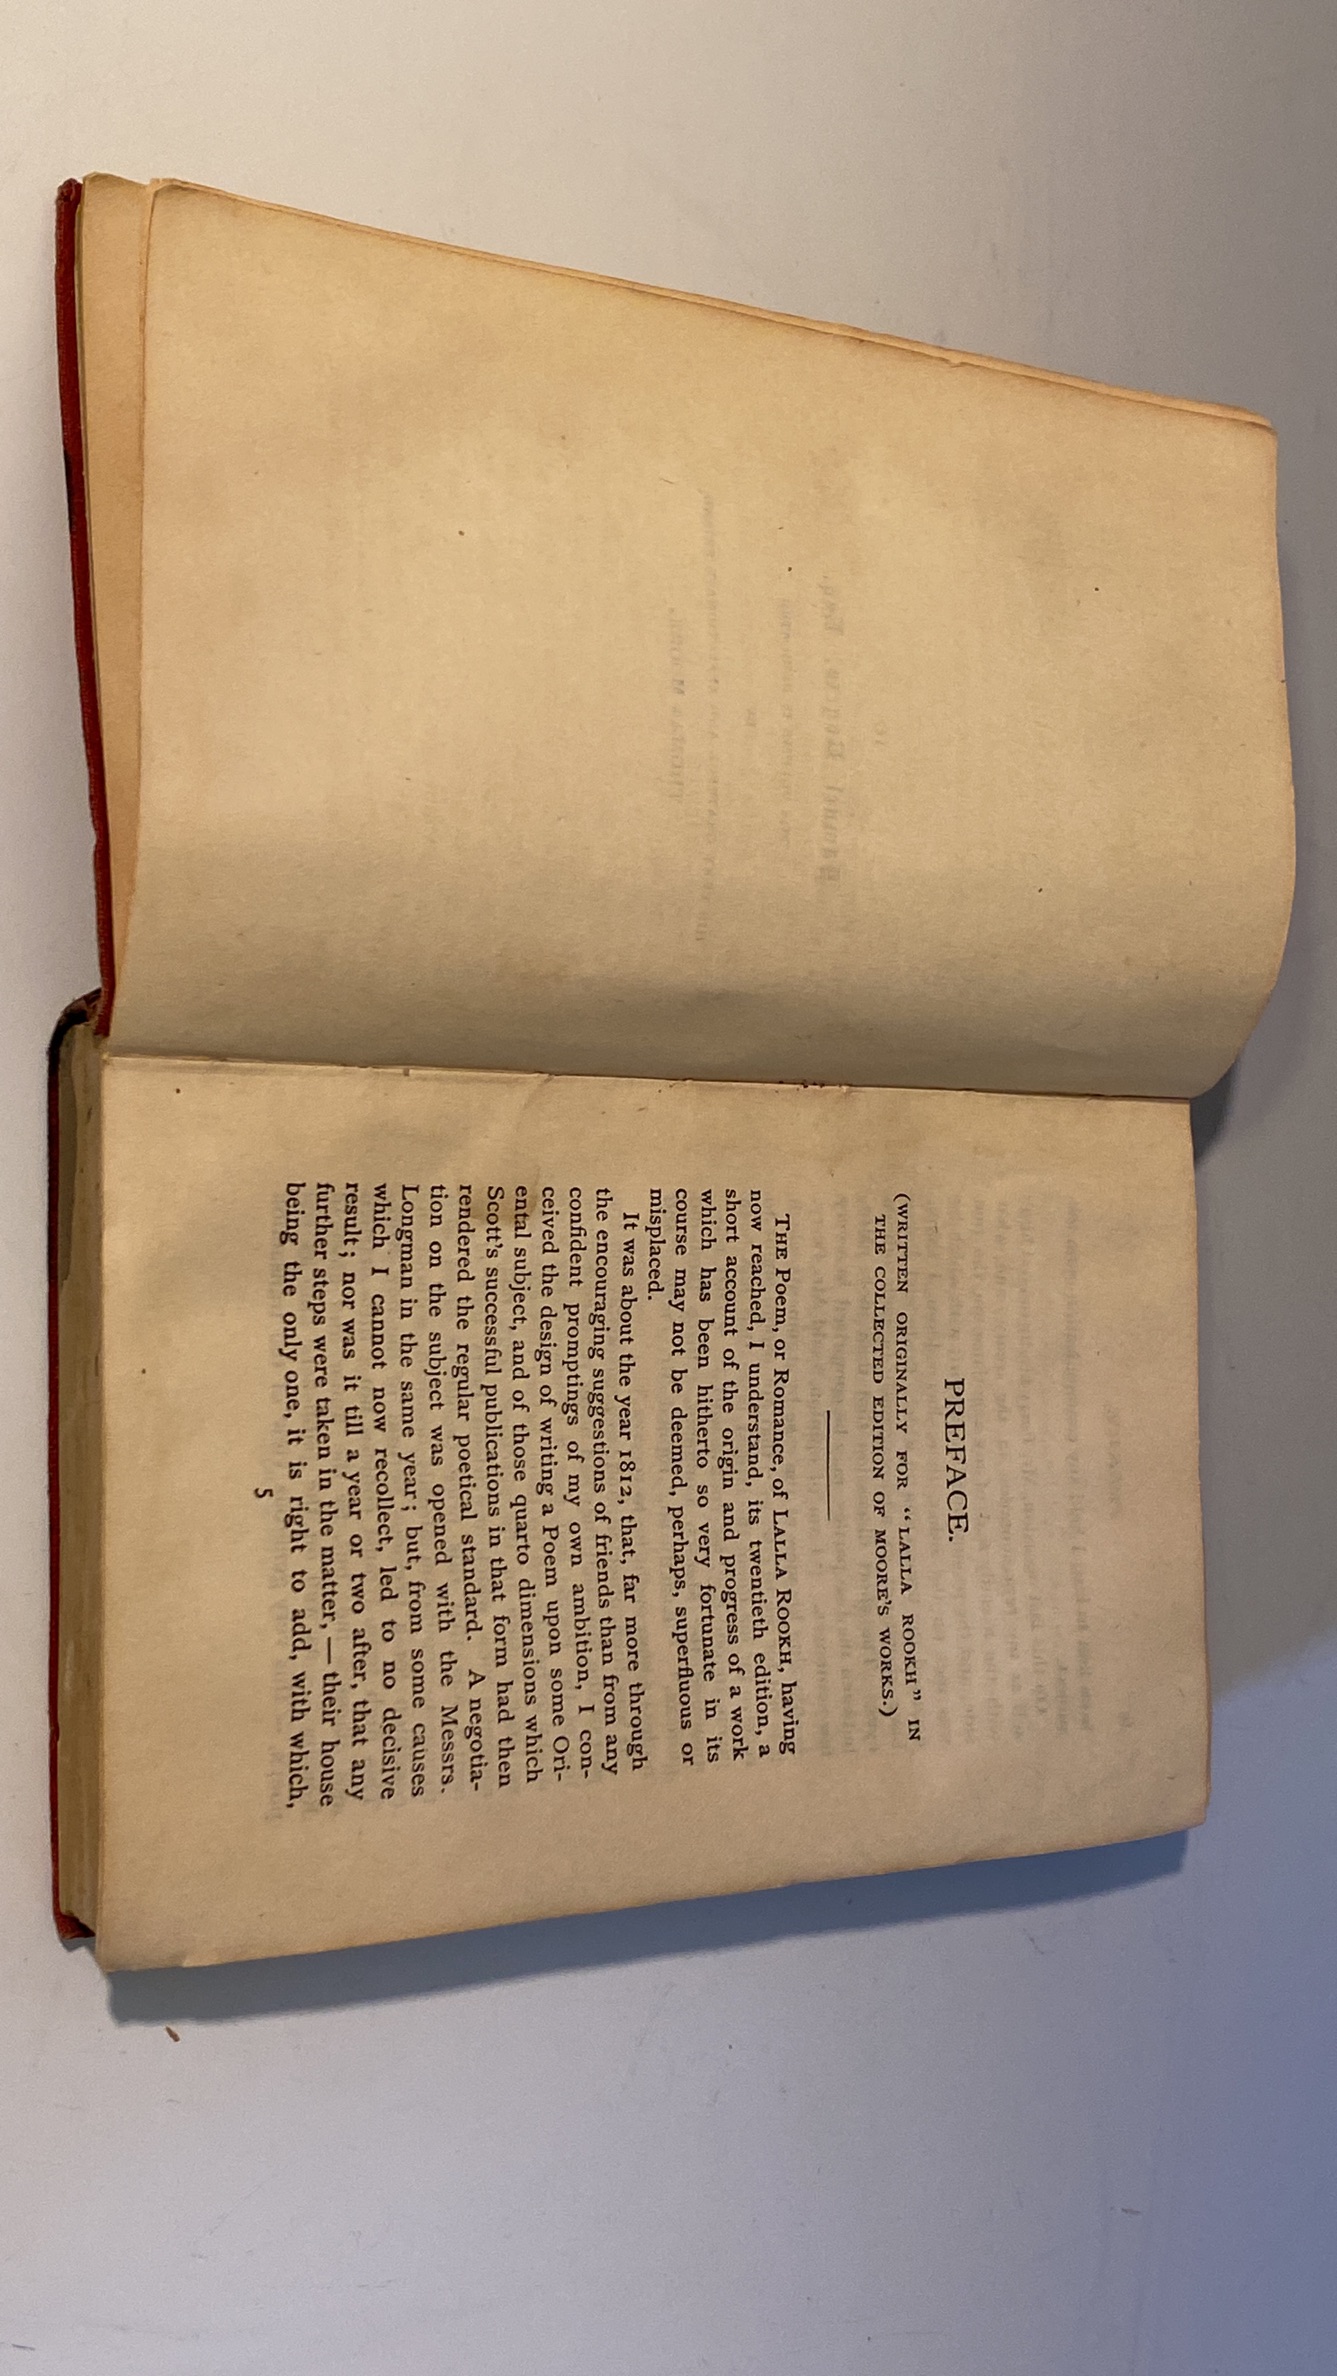 PREFACE.
(WRITTEN ORIGINALLY FOR “LALLA ROOKH” IN
THE COLLECTED EDITION OF MOORE’S WORKS.)
THE Poem, or Romance, of LALLA ROOKH, having
now reached, I understand, its twentieth edition, a
short account of the origin and progress of a work
which has been hitherto so very fortunate in its
course may not be deemed, perhaps, superfluous or
misplaced.
It was about the year 1812, that, far more through
the encouraging suggestions of friends than from any
confident promptings of my own ambition, I con-
ceived the design of writing a Poem upon some Ori-
ental subject, and of those quarto dimensions which
Scott’s successful publications in that form had then
rendered the regular poetical standard. A negotia-
tion on the subject was opened with the Messrs.
Longman in the same year; but, from some causes
which I cannot now recollect, led to no decisive
result; nor was it till a year or two after, that any
further steps were taken in the matter,—their house
being the only one, it is right to add, with which,
5